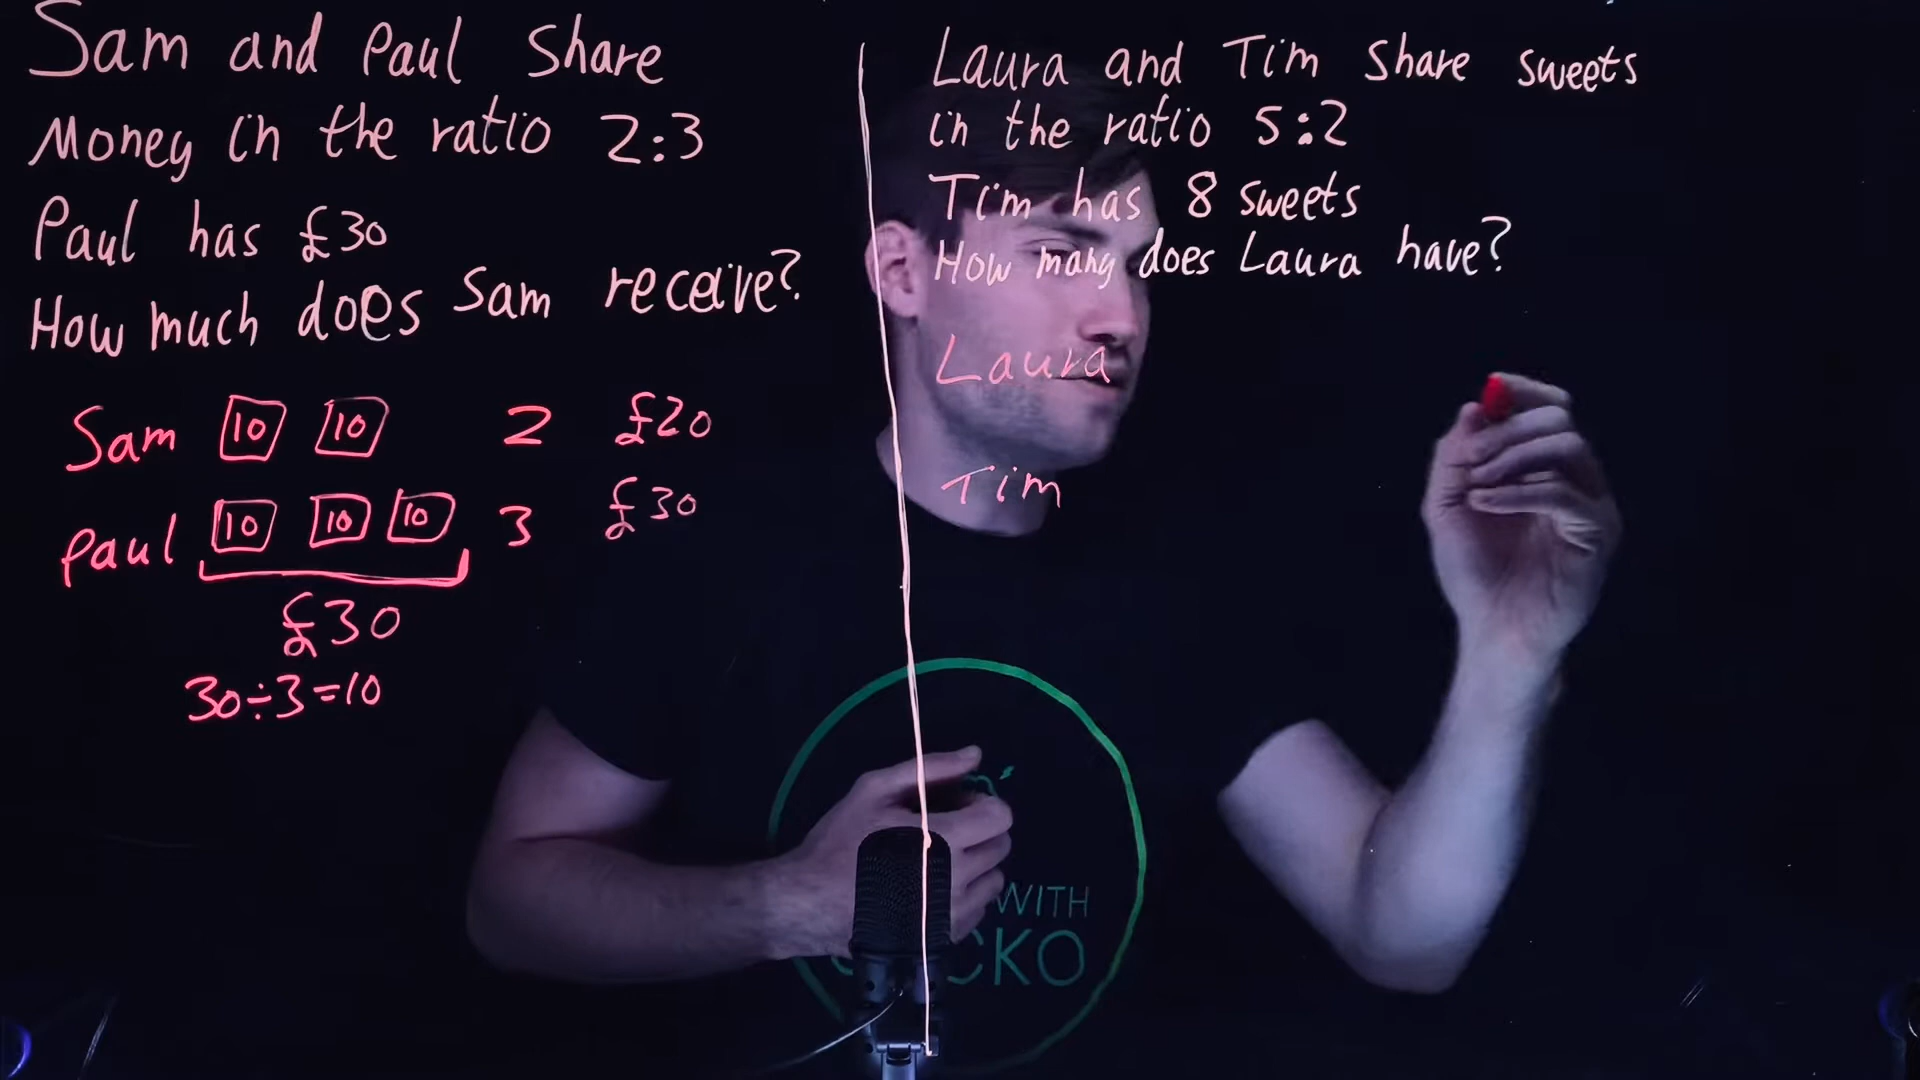 Sam and Paul Share
Money in the ratio 2:3
Paul has £30
How much does Sam receive?
Sam 10 10 2 £20
Paul 10 10 10 3 £30
£30
30÷3=10
Laura and Tim Share sweets
in the ratio 5:2
Tim has 8 sweets
How many does Laura have?
Laura
Tim
WITH